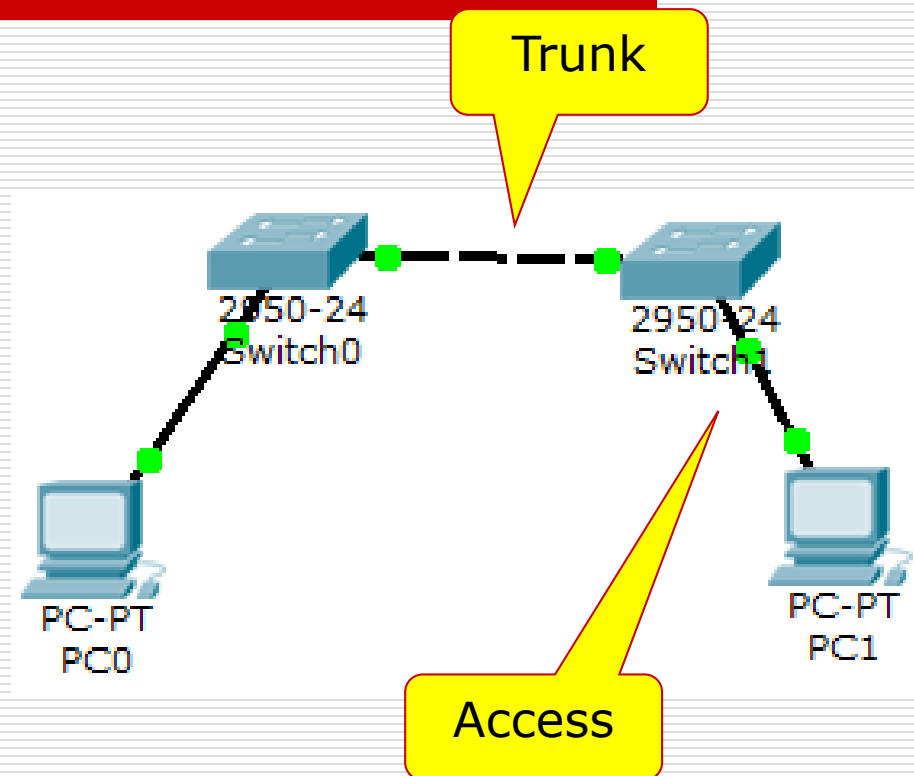 Trunk
2950-24
Switch0
2950-24
Switch1
PC-PT
PC0
PC-PT
PC1
Access